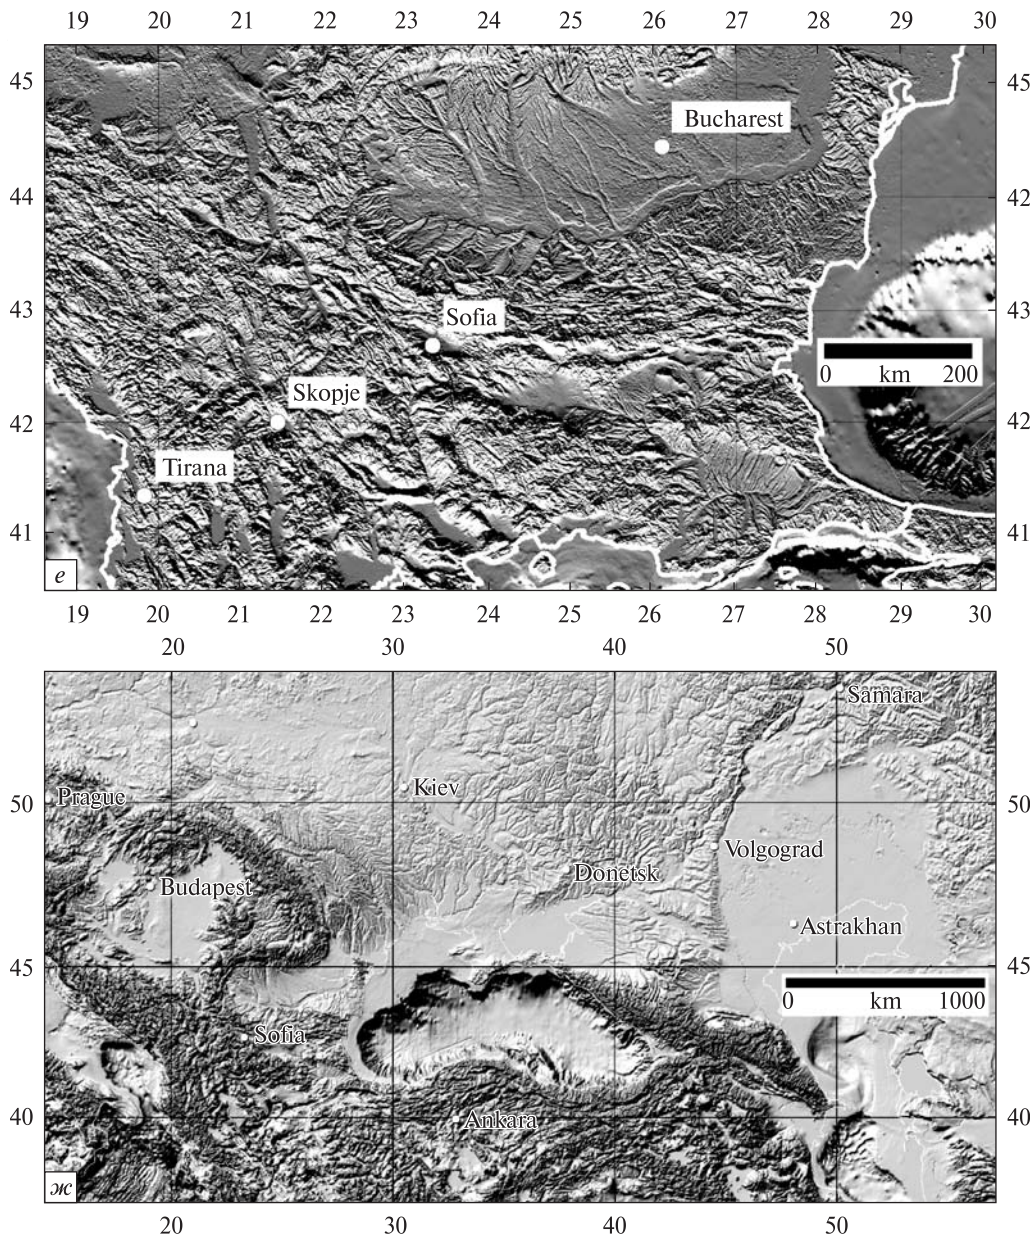 19 20 21 22 23 24 25 26 27 28 29 30
45 45
Bucharest
44 42
43 43
Sofia
0 km 200
Skopje
42 42
Tirana
41 41
е
19 20 21 22 23 24 25 26 27 28 29 30
20 30 40 50
Samara
Kiev
Prague
50 50
Volgograd
Donetsk
Budapest
Astrakhan
45 45
0 km 1000
Sofia
40 40
Ankara
ж
20 30 40 50